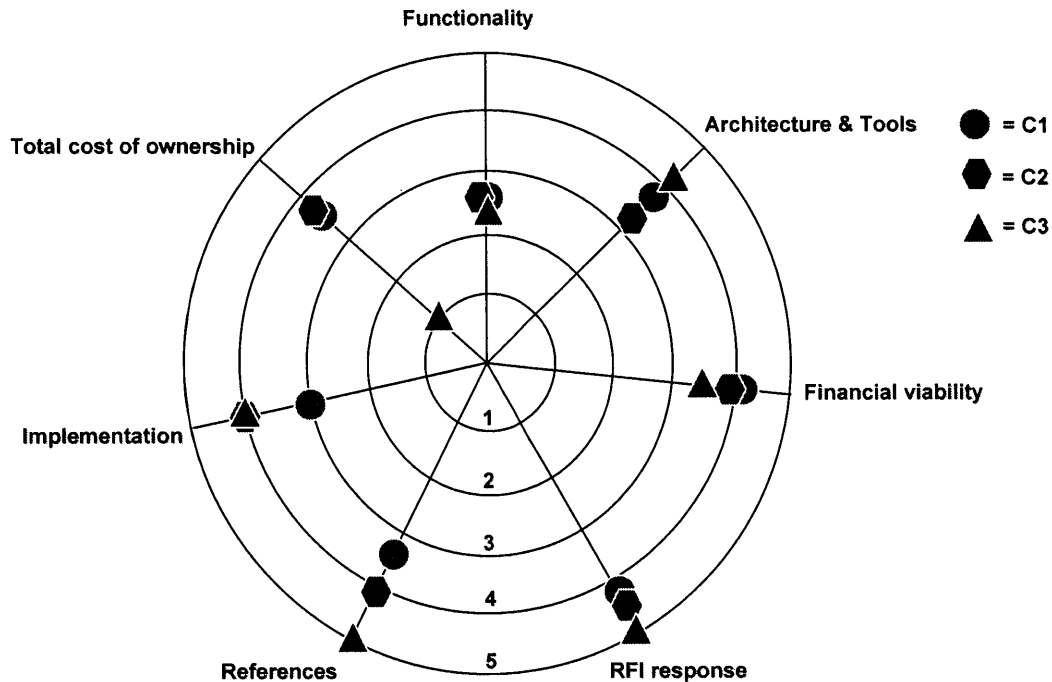 Functionality
Architecture & Tools
= C1
Total cost of ownership
= C2
= C3
Financial viability
1
Implementation
2
3
4
References
5
RFI response